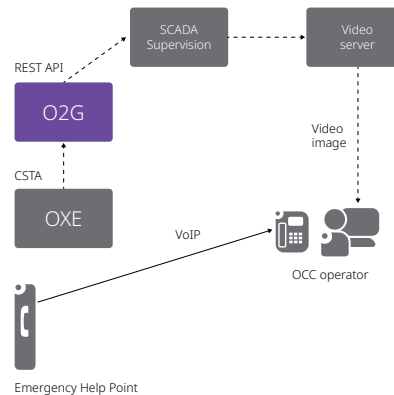 SCADA
Supervision
Video
server
REST API
O2G
Video
image
CSTA
OXE
VoIP
OCC operator
Emergency Help Point